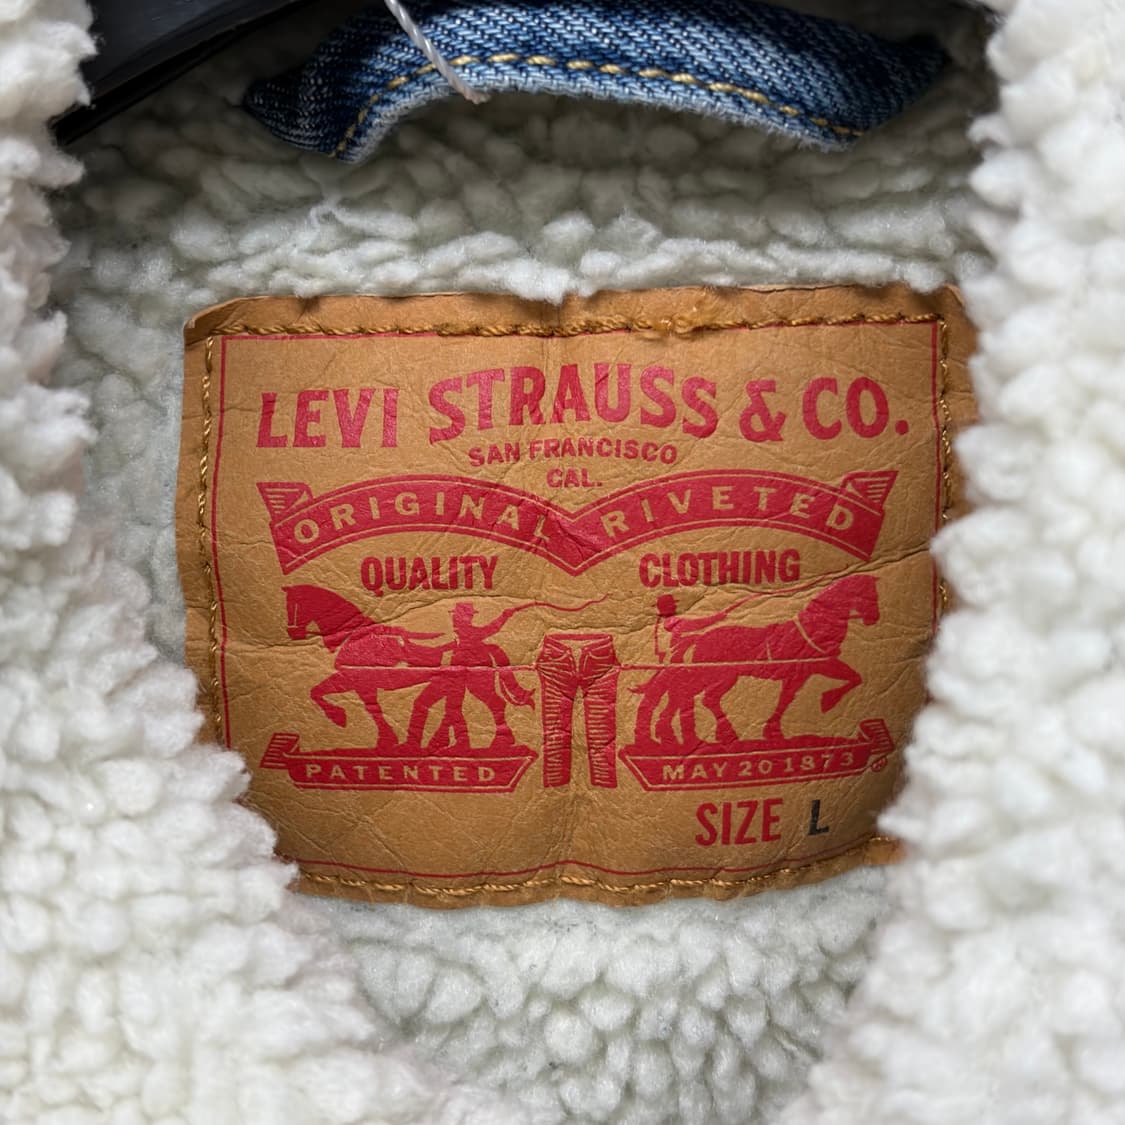 LEVI STRAUSS & CO.
SAN FRANCISCO
CAL.
ORIGINAL RIVETED
QUALITY CLOTHING
PATENTED MAY 20 1873
SIZE L